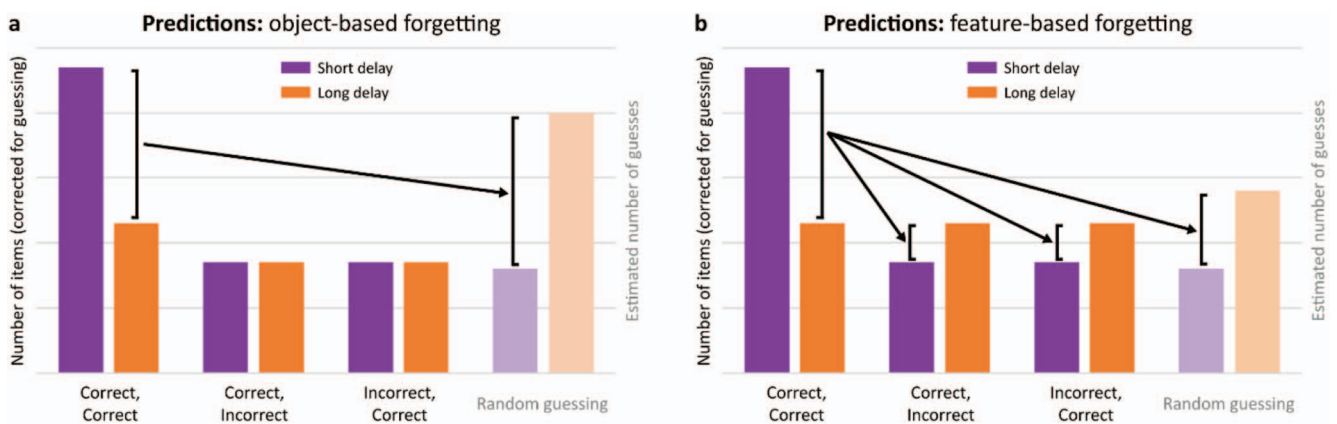 a
Predictions: object-based forgetting
Number of items (corrected for guessing)
Short delay
Long delay
Estimated number of guesses
Correct,
Correct
Correct,
Incorrect
Incorrect,
Correct
Random guessing
b
Predictions: feature-based forgetting
Number of items (corrected for guessing)
Short delay
Long delay
Estimated number of guesses
Correct,
Correct
Correct,
Incorrect
Incorrect,
Correct
Random guessing